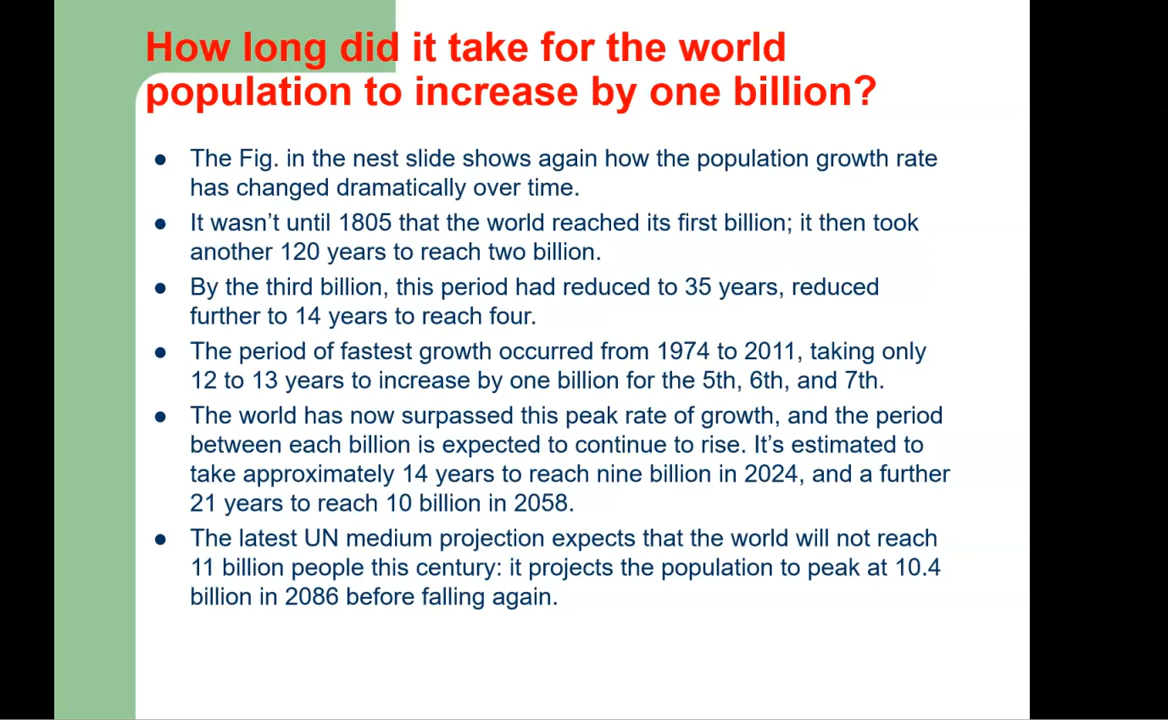 How long did it take for the world
population to increase by one billion?
● The Fig. in the nest slide shows again how the population growth rate
has changed dramatically over time.
● It wasn’t until 1805 that the world reached its first billion; it then took
another 120 years to reach two billion.
● By the third billion, this period had reduced to 35 years, reduced
further to 14 years to reach four.
● The period of fastest growth occurred from 1974 to 2011, taking only
12 to 13 years to increase by one billion for the 5th, 6th, and 7th.
● The world has now surpassed this peak rate of growth, and the period
between each billion is expected to continue to rise. It’s estimated to
take approximately 14 years to reach nine billion in 2024, and a further
21 years to reach 10 billion in 2058.
● The latest UN medium projection expects that the world will not reach
11 billion people this century: it projects the population to peak at 10.4
billion in 2086 before falling again.